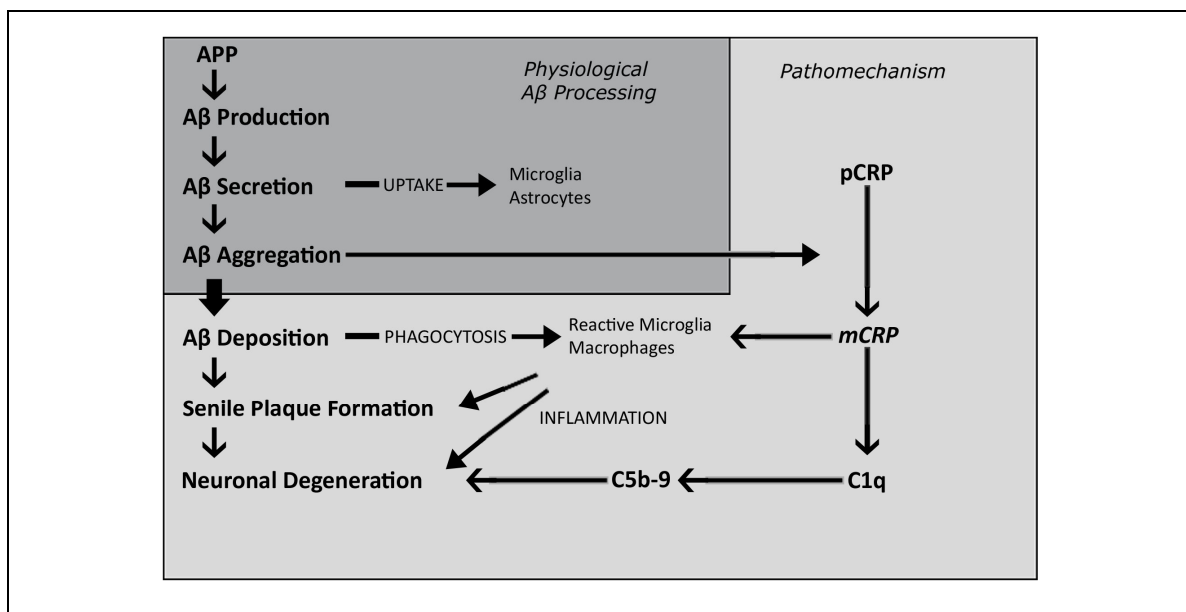 APP
Physiological
Aβ Processing
Pathomechanism
Aβ Production
pCRP
Aβ Secretion
UPTAKE
Microglia
Astrocytes
Aβ Aggregation
Aβ Deposition
PHAGOCYTOSIS
Reactive Microglia
Macrophages
mCRP
Senile Plaque Formation
INFLAMMATION
Neuronal Degeneration
C5b-9
C1q